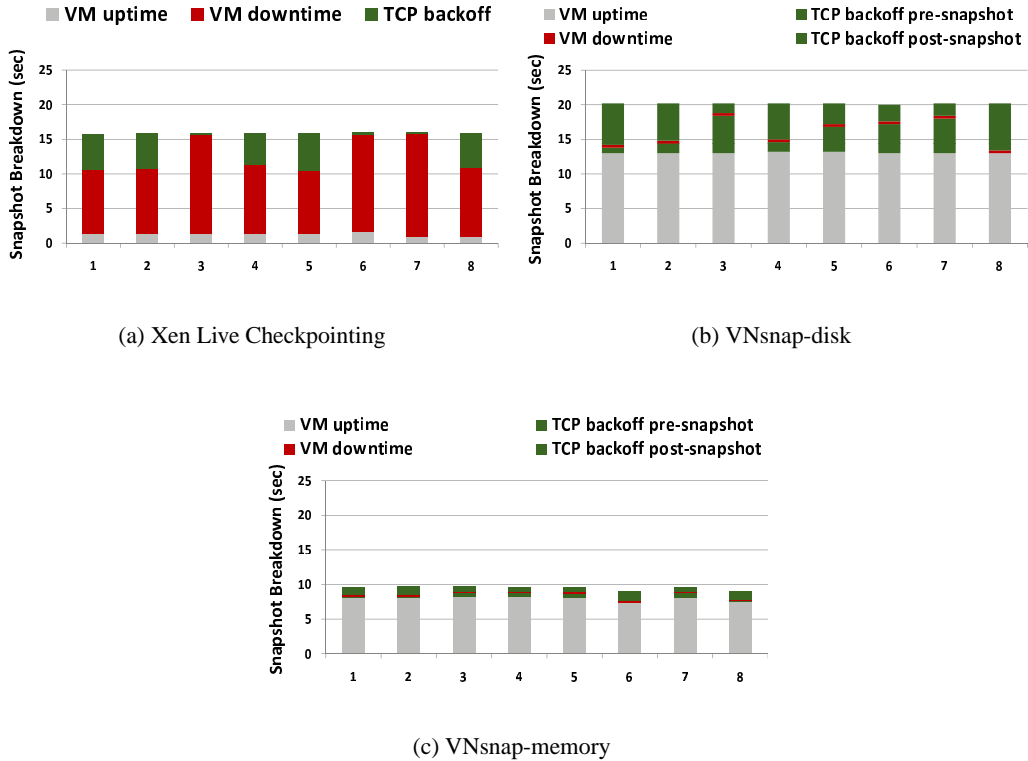 VM uptime VM downtime TCP backoff
Snapshot Breakdown (sec)
25
20
15
10
5
0
1 2 3 4 5 6 7 8
(a) Xen Live Checkpointing
VM uptime TCP backoff pre-snapshot
VM downtime TCP backoff post-snapshot
Snapshot Breakdown (sec)
25
20
15
10
5
0
1 2 3 4 5 6 7 8
(b) VNsnap-disk
VM uptime TCP backoff pre-snapshot
VM downtime TCP backoff post-snapshot
Snapshot Breakdown (sec)
25
20
15
10
5
0
1 2 3 4 5 6 7 8
(c) VNsnap-memory